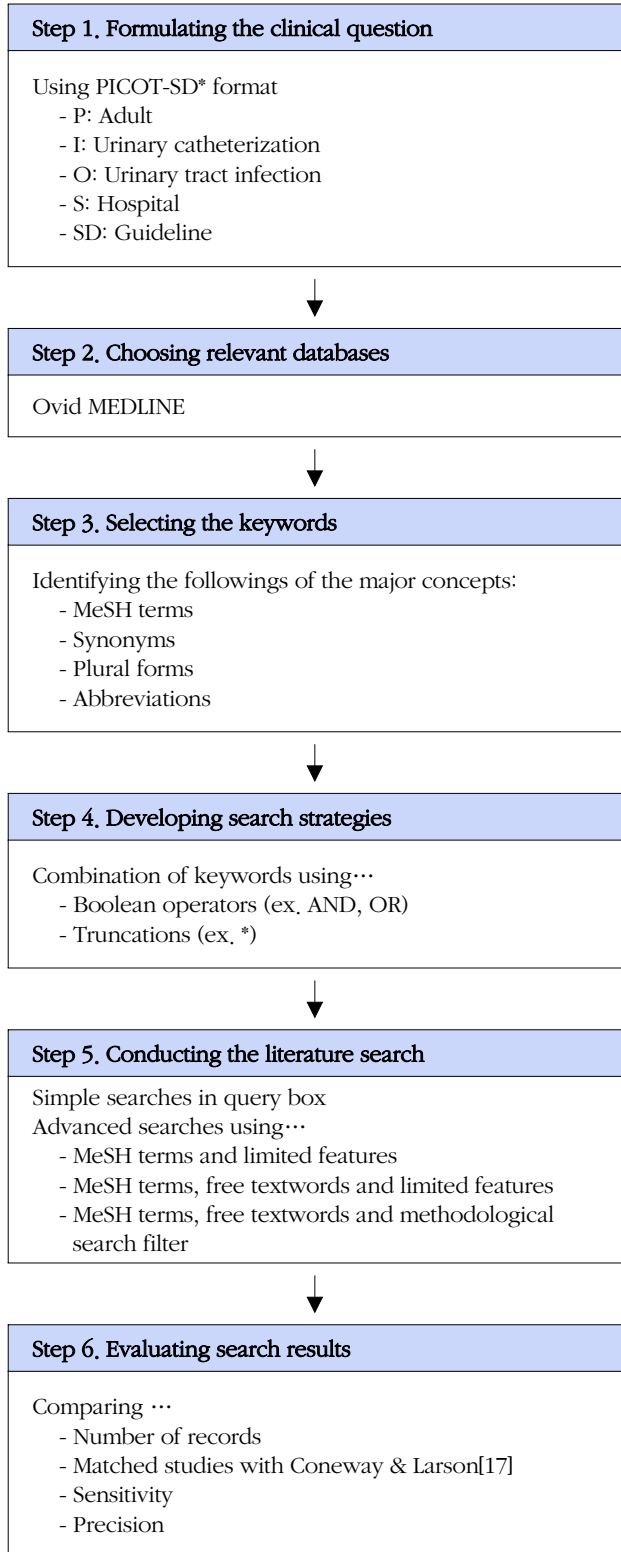 Step 1. Formulating the clinical question
Using PICOT-SD* format
- P: Adult
- I: Urinary catheterization
- O: Urinary tract infection
- S: Hospital
- SD: Guideline
Step 2. Choosing relevant databases
Ovid MEDLINE
Step 3. Selecting the keywords
Identifying the followings of the major concepts:
- MeSH terms
- Synonyms
- Plural forms
- Abbreviations
Step 4. Developing search strategies
Combination of keywords using…
- Boolean operators (ex. AND, OR)
- Truncations (ex. *)
Step 5. Conducting the literature search
Simple searches in query box
Advanced searches using…
- MeSH terms and limited features
- MeSH terms, free textwords and limited features
- MeSH terms, free textwords and methodological
search filter
Step 6. Evaluating search results
Comparing …
- Number of records
- Matched studies with Coneway & Larson[17]
- Sensitivity
- Precision